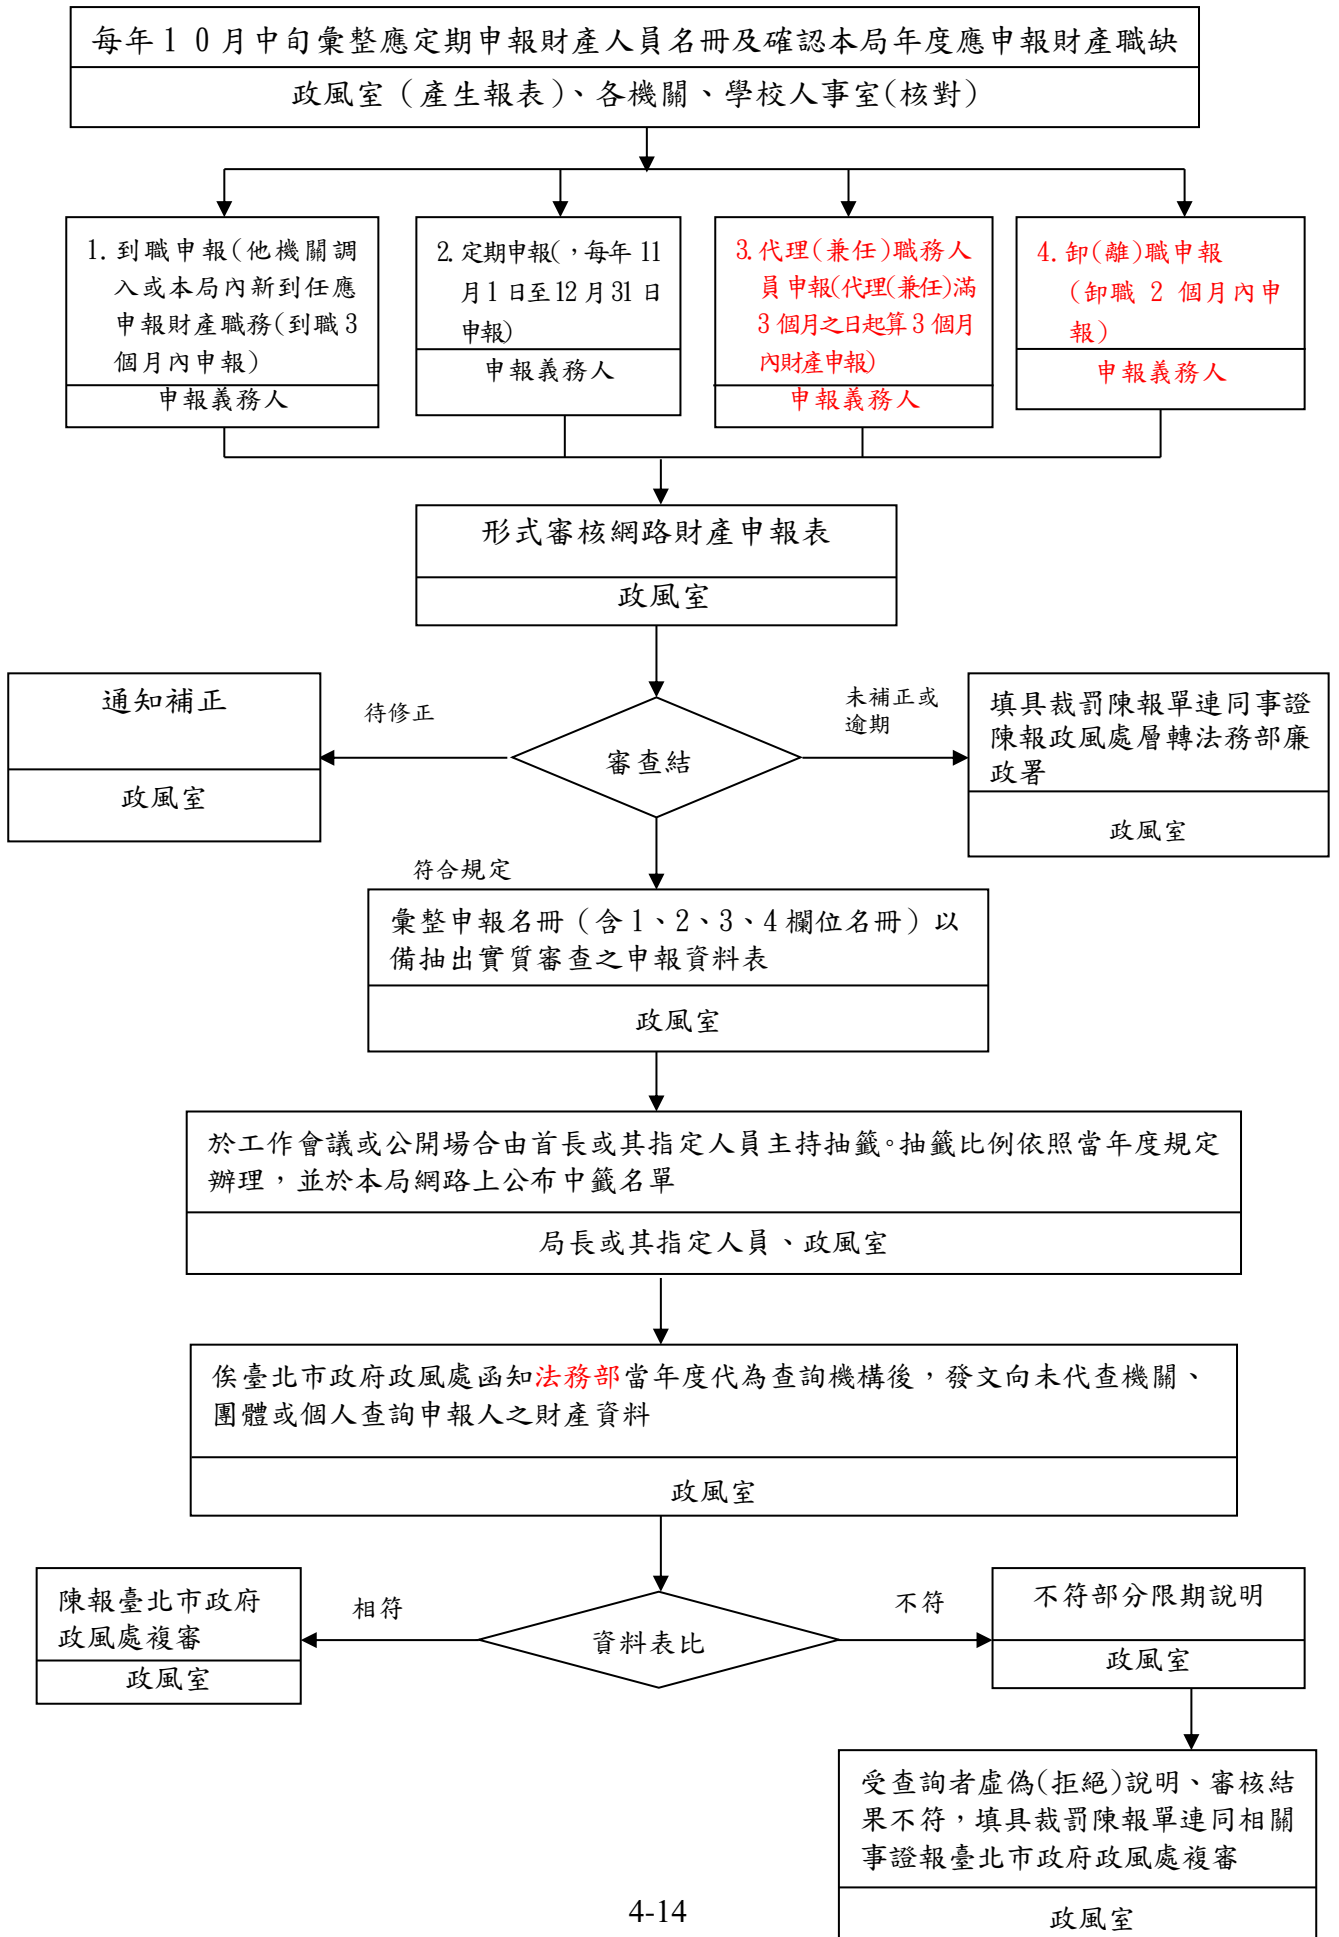 每年10月中旬彙整應定期申報財產人員名冊及確認本局年度應申報財產職缺
政風室（產生報表）、各機關、學校人事室(核對)
1. 到職申報(他機關調
入或本局內新到任應
申報財產職務(到職3
個月內申報)
申報義務人
2. 定期申報(，每年 11
月1日至12月31日
申報)
申報義務人
3. 代理(兼任)職務人
員申報(代理(兼任)滿
3個月之日起算3個月
內財產申報)
申報義務人
4. 卸(離)職申報
(卸職 2 個月內申
報)
申報義務人
形式審核網路財產申報表
政風室
通知補正
政風室
待修正
審查結
未補正或
逾期
填具裁罰陳報單連同事證
陳報政風處層轉法務部廉
政署
政風室
符合規定
彙整申報名冊（含1、2、3、4欄位名冊）以
備抽出實質審查之申報資料表
政風室
於工作會議或公開場合由首長或其指定人員主持抽籤。抽籤比例依照當年度規定
辦理，並於本局網路上公布中籤名單
局長或其指定人員、政風室
俟臺北市政府政風處函知法務部當年度代為查詢機構後，發文向未代查機關、
團體或個人查詢申報人之財產資料
政風室
陳報臺北市政府
政風處複審
政風室
相符
資料表比
不符
不符部分限期說明
政風室
受查詢者虛偽(拒絕)說明、審核結
果不符，填具裁罰陳報單連同相關
事證報臺北市政府政風處複審
政風室
4-14